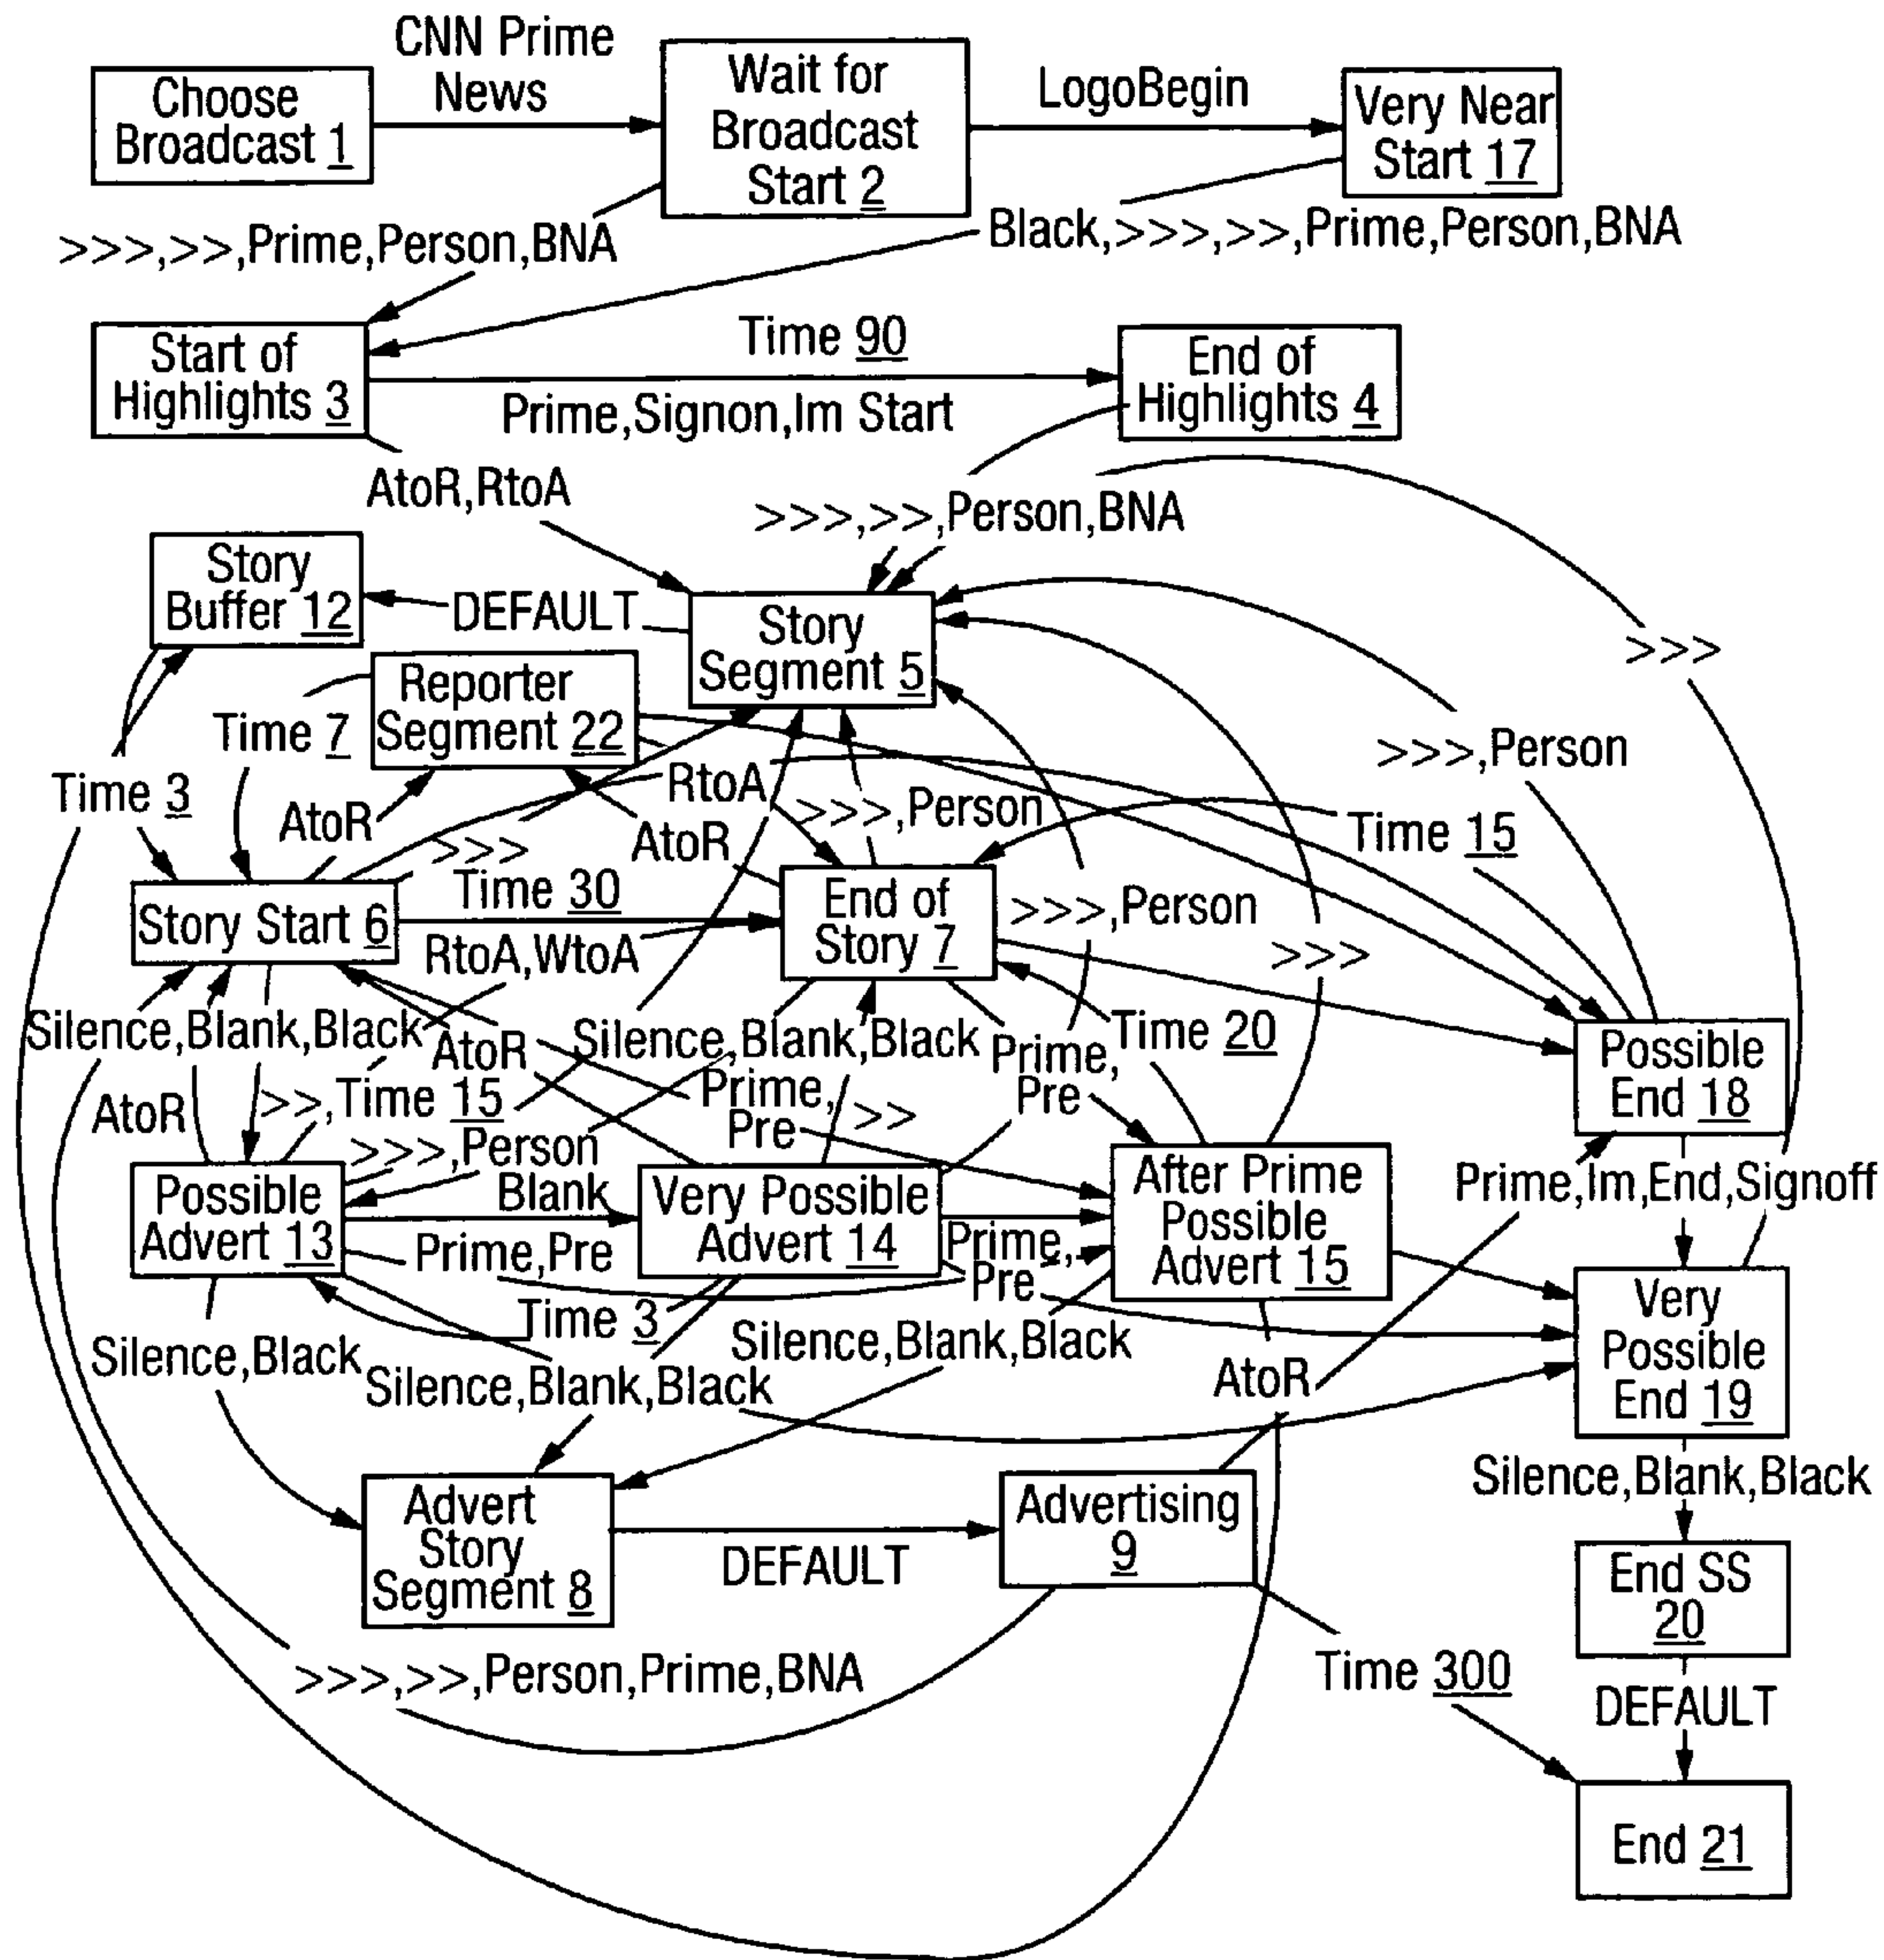 CNN Prime
News
Choose
Broadcast 1
Wait for
Broadcast
Start 2
LogoBegin
Very Near
Start 17
>>>,>>,Prime,Person,BNA
Black,>>>,>>,Prime,Person,BNA
Start of
Highlights 3
Time 90
Prime,Signon,Im Start
End of
Highlights 4
AtoR,RtoA
>>>,>>,Person,BNA
Story
Buffer 12
DEFAULT
Story
Segment 5
>>>
Reporter
Segment 22
Time 7
>>>,Person
Time 3
AtoR
RtoA
>>>,Person
AtoR
>>>
Time 15
Time 30
Story Start 6
End of
Story 7
>>>,Person
RtoA,WtoA
>>>
Silence,Blank,Black
AtoR
Silence,Blank,Black
Prime,
Pre
Time 20
Possible
End 18
AtoR
>>,Time 15
Prime,
Pre
>>
>>>,Person
Possible
Advert 13
Blank
Very Possible
Advert 14
After Prime
Possible
Advert 15
Prime,Im,End,Signoff
Prime,Pre
Prime,
Pre
Time 3
Very
Possible
End 19
Silence,Black
Silence,Blank,Black
Silence,Blank,Black
AtoR
Silence,Blank,Black
Advert
Story
Segment 8
DEFAULT
Advertising
9
End SS
20
>>>,>>,Person,Prime,BNA
Time 300
DEFAULT
End 21